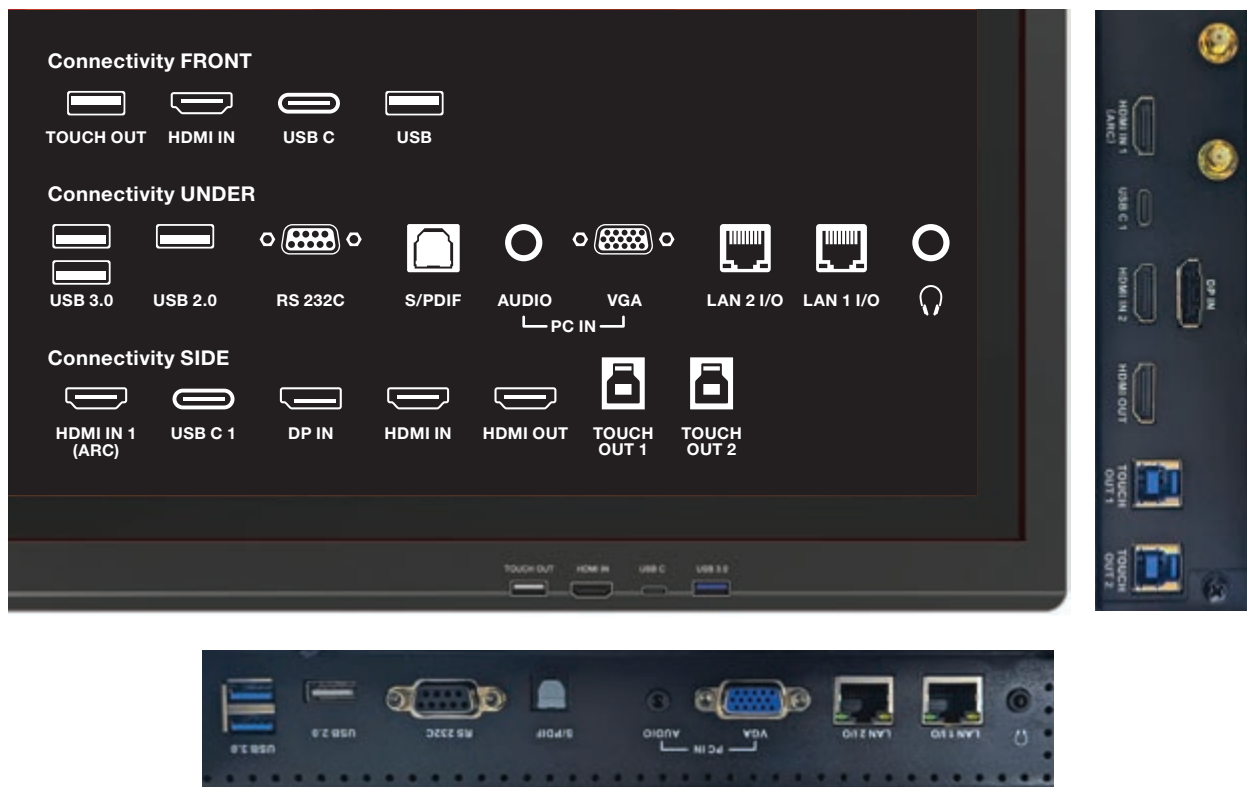 Connectivity FRONT
TOUCH OUT HDMI IN USB C USB
Connectivity UNDER
USB 3.0 USB 2.0 RS 232C S/PDIF AUDIO VGA LAN 2 I/O LAN 1 I/O
PC IN
Connectivity SIDE
HDMI IN 1 USB C 1 DP IN HDMI IN HDMI OUT TOUCH TOUCH
(ARC) OUT 1 OUT 2
TOUCH OUT HDMI IN USB C USB 3.0
HDMI IN 1
(ARC)
USB C 1
HDMI IN 2
DP IN
HDMI OUT
TOUCH
OUT 1
TOUCH
OUT 2
USB 3.0 USB 2.0 RS 232C S/PDIF AUDIO VGA LAN 2 I/O LAN 1 I/O
PC IN